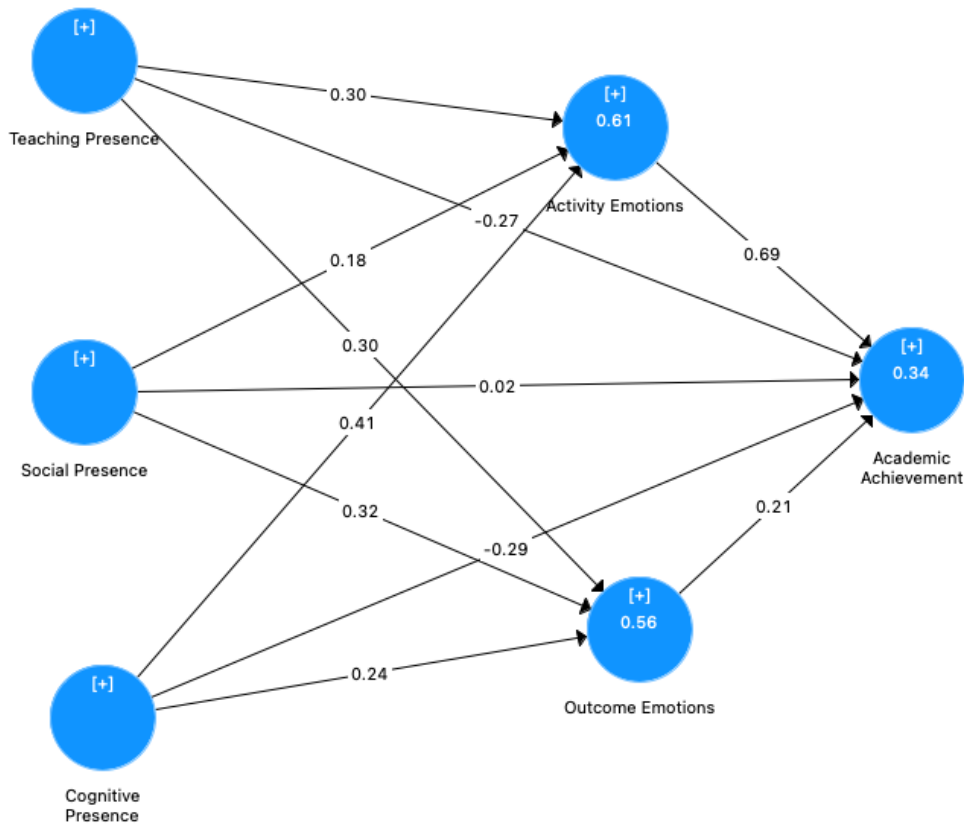 [+]
Teaching Presence
0.30
[+]
0.61
Activity Emotions
-0.27
0.18
0.69
0.30
[+]
Social Presence
0.02
[+]
0.34
Academic
Achievement
0.41
0.32
-0.29
0.21
[+]
0.56
Outcome Emotions
0.24
[+]
Cognitive
Presence